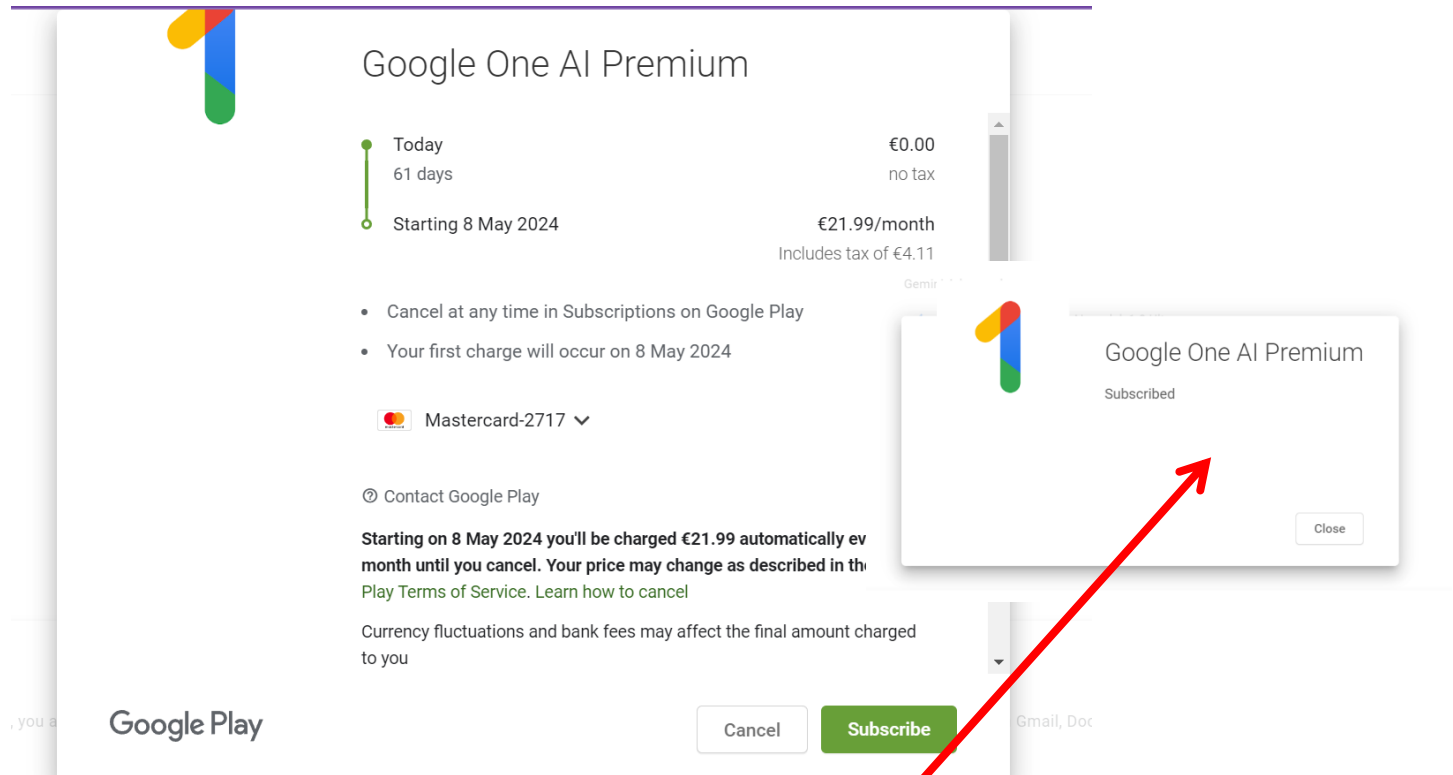 Google One AI Premium
Today €0.00
61 days no tax
Starting 8 May 2024 €21.99/month
Includes tax of €4.11
Cancel at any time in Subscriptions on Google Play
Your first charge will occur on 8 May 2024
Mastercard-2717
Contact Google Play
Starting on 8 May 2024 you'll be charged €21.99 automatically ev
month until you cancel. Your price may change as described in the
Play Terms of Service. Learn how to cancel
Currency fluctuations and bank fees may affect the final amount charged
to you
, you a
Google Play
Cancel
Subscribe
Gmail, Doc
Google One AI Premium
Subscribed
Close